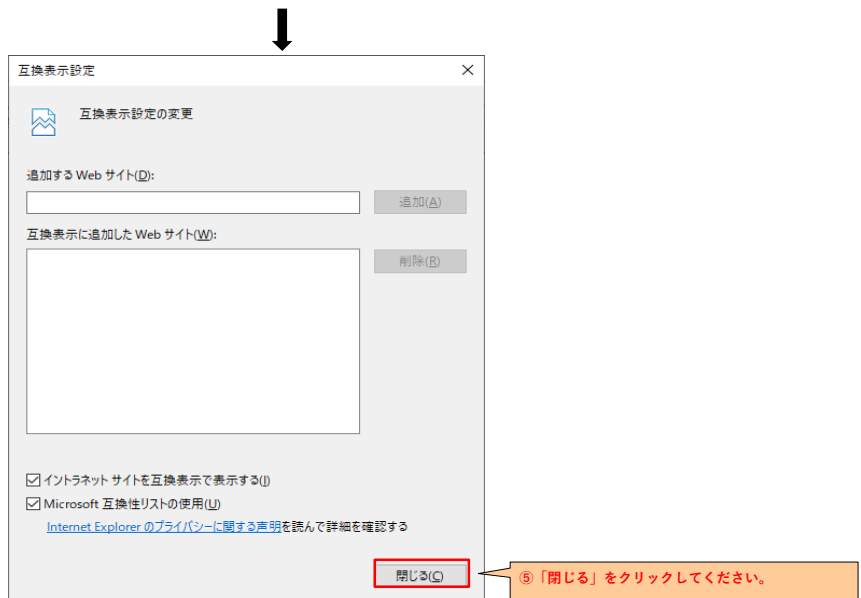 互換表示設定
互換表示設定の変更
追加する Web サイト(D):
追加(A)
互換表示に追加した Web サイト(W):
削除(R)
イントラネット サイトを互換表示で表示する(I)
Microsoft 互換性リストの使用(U)
Internet Explorer のプライバシーに関する声明を読んで詳細を確認する
閉じる(C)
⑤「閉じる」をクリックしてください。